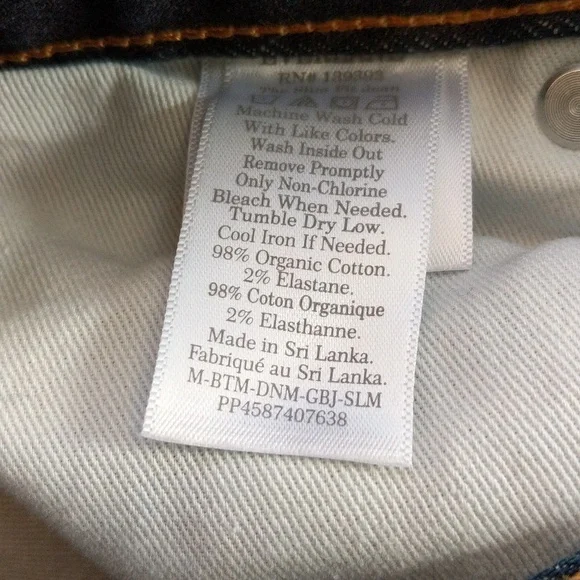 RN# 139393
Machine Wash Cold
With Like Colors.
Wash Inside Out
Remove Promptly
Only Non-Chlorine
Bleach When Needed.
Tumble Dry Low.
Cool Iron If Needed.
98% Organic Cotton.
2% Elastane.
98% Coton Organique
2% Elasthanne.
Made in Sri Lanka.
Fabriqué au Sri Lanka.
M-BTM-DNM-GBJ-SLM
PP4587407638